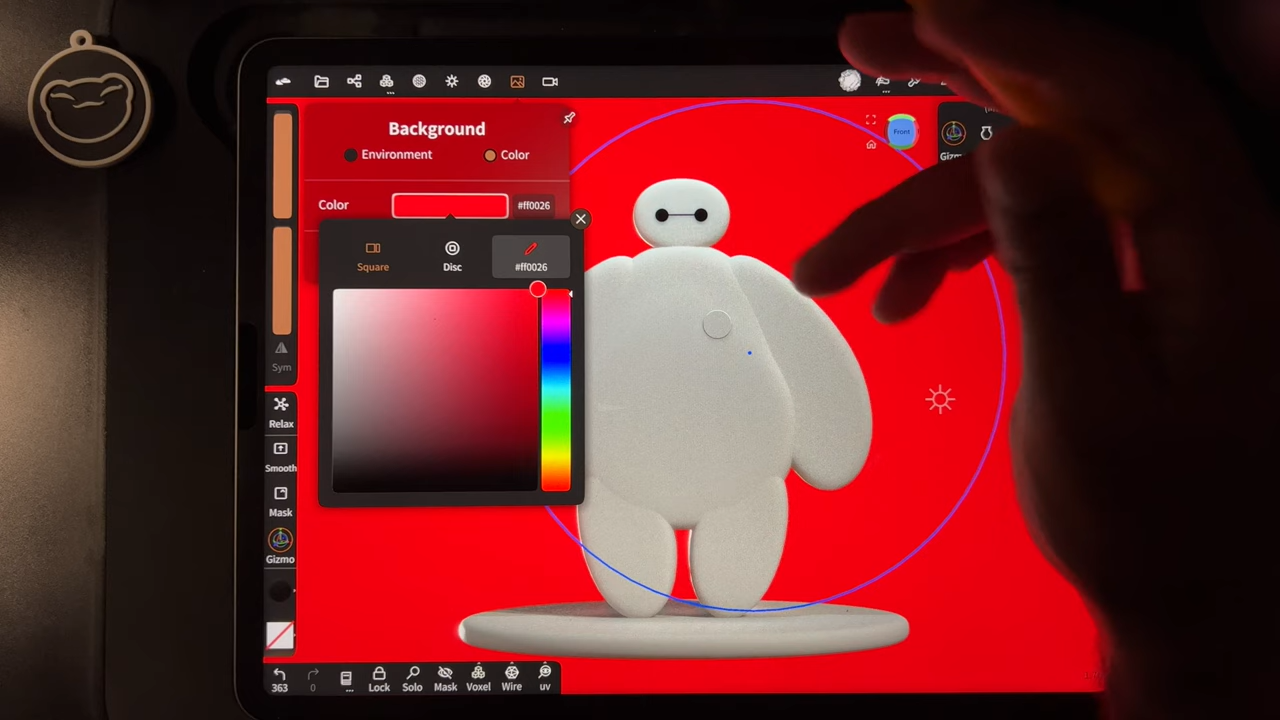 Background
Environment
Color
Front
Color
#ff0026
Square
Disc
#ff0026
Sym
Relax
Smooth
Mask
Gizmo
363
0
Lock
Solo
Mask
Voxel
Wire
uv